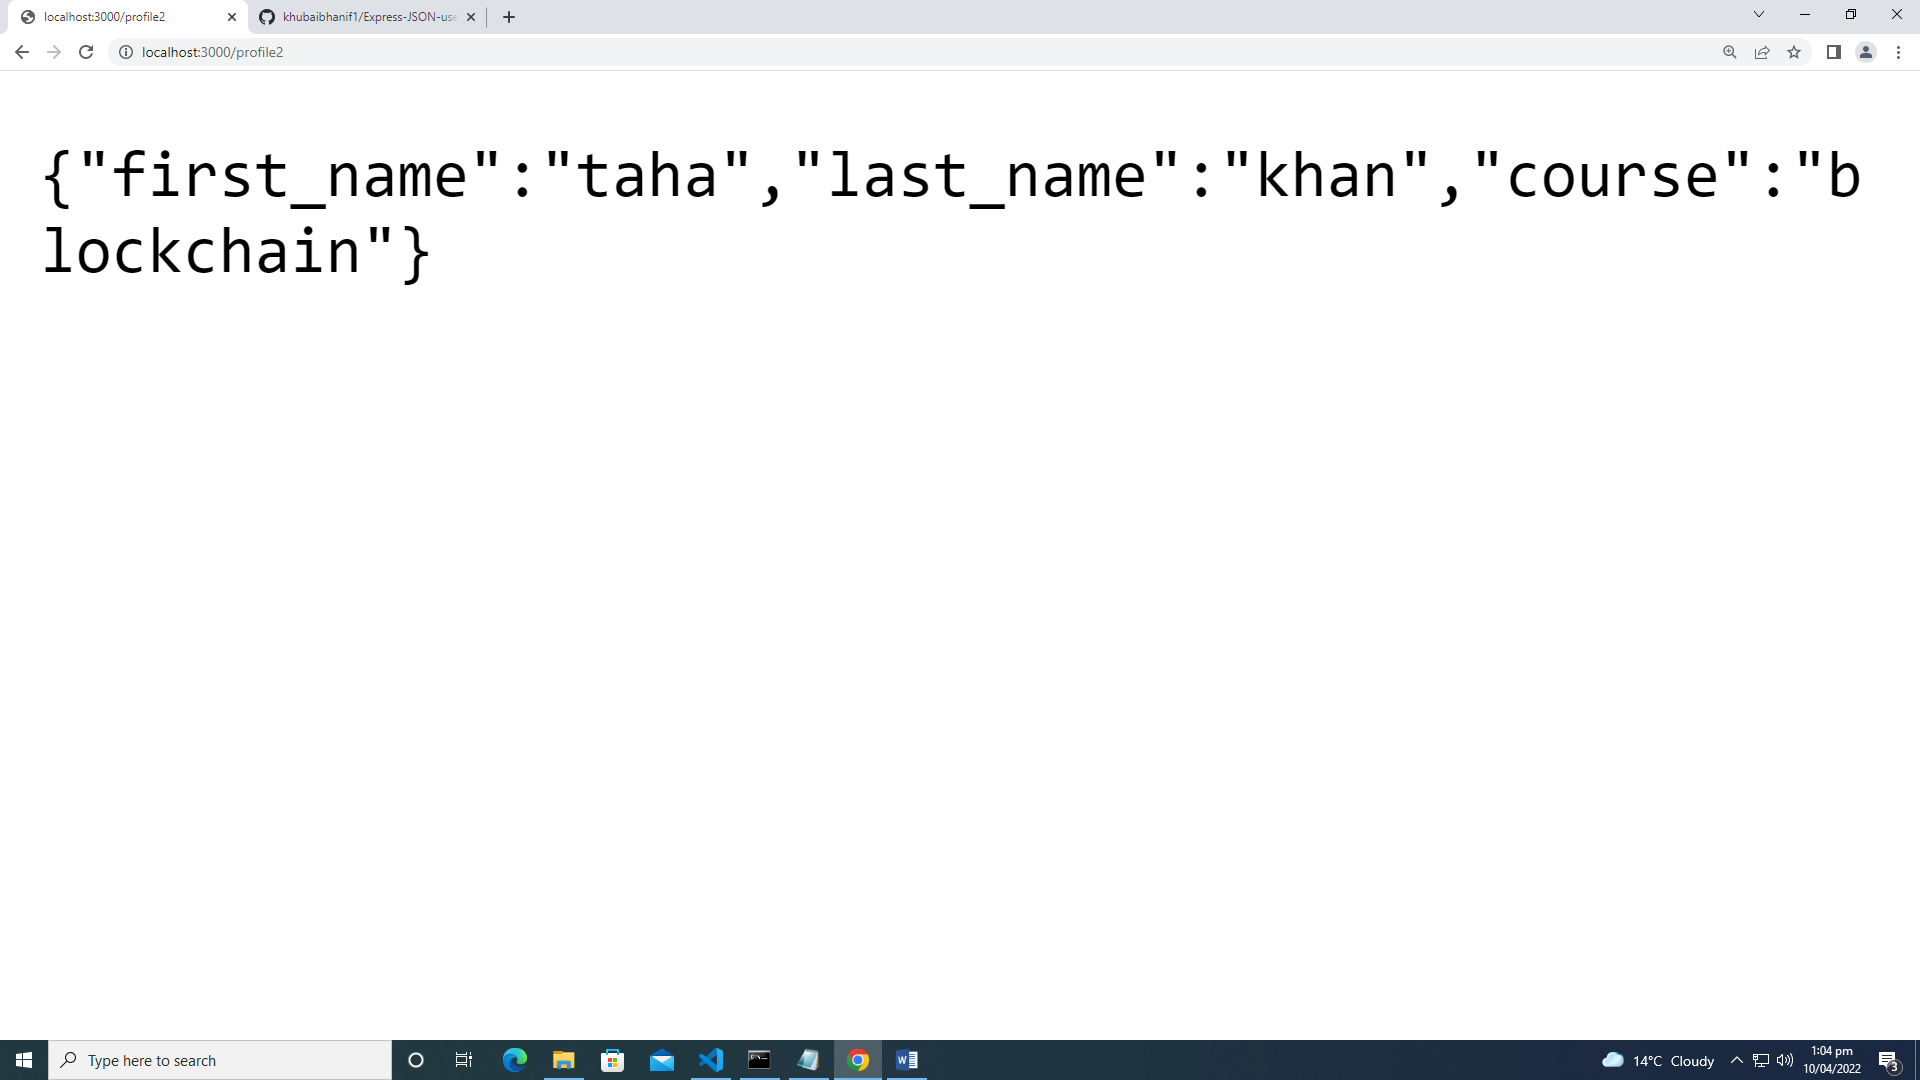 localhost:3000/profile2
khubaibhanif1/Express-JSON-use
localhost:3000/profile2
{"first_name":"taha","last_name":"khan","course":"b
lockchain"}
Type here to search
14°C Cloudy
1:04 pm
10/04/2022
3